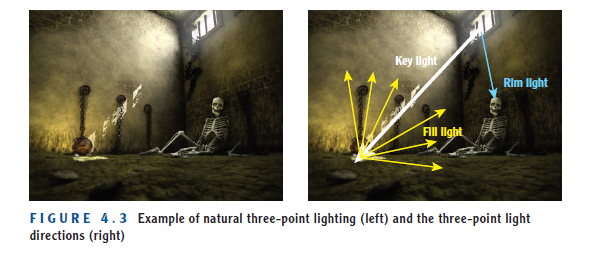 Key light
Rim light
Fill light
FIGURE 4.3 Example of natural three-point lighting (left) and the three-point light
directions (right)